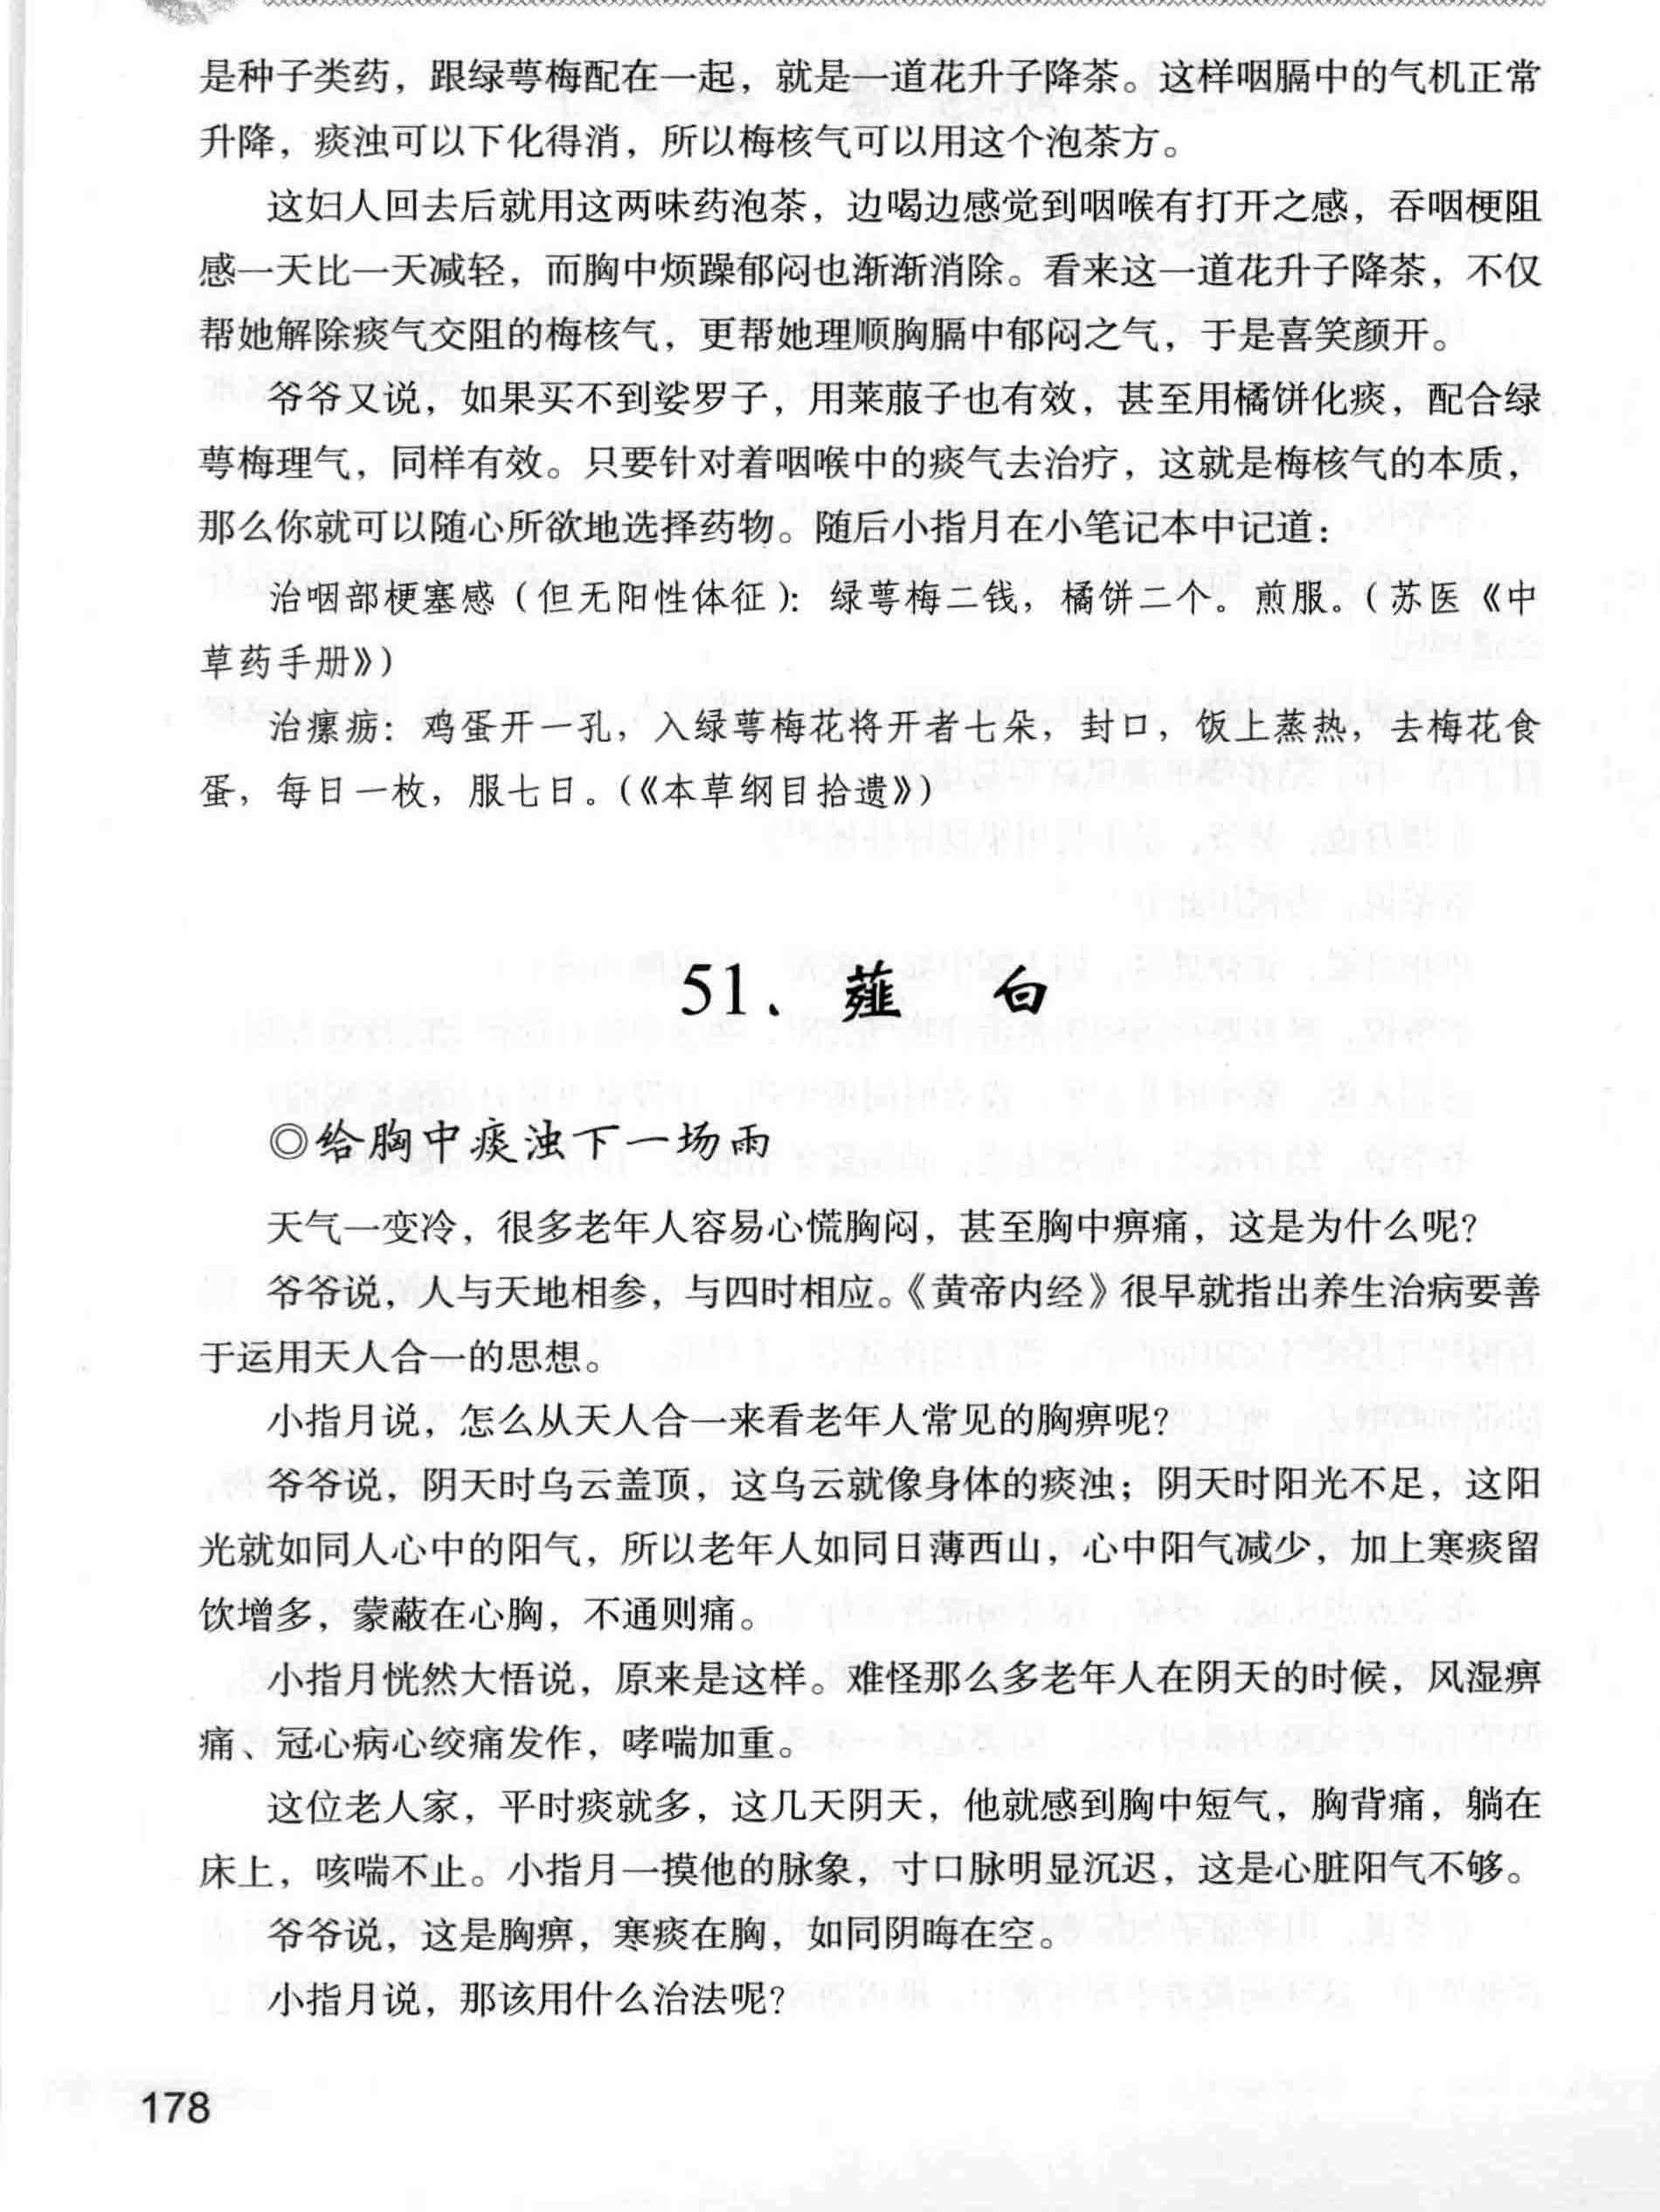 是种子类药，跟绿萼梅配在一起，就是一道花升子降茶。这样咽膈中的气机正常
升降，痰浊可以下化得消，所以梅核气可以用这个泡茶方。
这妇人回去后就用这两味药泡茶，边喝边感觉到咽喉有打开之感，吞咽梗阻
感一天比一天减轻，而胸中烦躁郁闷也渐渐消除。看来这一道花升子降茶，不仅
帮她解除痰气交阻的梅核气，更帮她理顺胸膈中郁闷之气，于是喜笑颜开。
爷爷又说，如果买不到娑罗子，用莱菔子也有效，甚至用橘饼化痰，配合绿
萼梅理气，同样有效。只要针对着咽喉中的痰气去治疗，这就是梅核气的本质，
那么你就可以随心所欲地选择药物。随后小指月在小笔记本中记道：
治咽部梗塞感（但无阳性体征）：绿萼梅二钱，橘饼二个。煎服。（苏医《中
草药手册》）
治瘰疬：鸡蛋开一孔，入绿萼梅花将开者七朵，封口，饭上蒸热，去梅花食
蛋，每日一枚，服七日。（《本草纲目拾遗》）
51、薤 白
◎给胸中痰浊下一场雨
天气一变冷，很多老年人容易心慌胸闷，甚至胸中痹痛，这是为什么呢？
爷爷说，人与天地相参，与四时相应。《黄帝内经》很早就指出养生治病要善
于运用天人合一的思想。
小指月说，怎么从天人合一来看老年人常见的胸痹呢？
爷爷说，阴天时乌云盖顶，这乌云就像身体的痰浊；阴天时阳光不足，这阳
光就如同人心中的阳气，所以老年人如同日薄西山，心中阳气减少，加上寒痰留
饮增多，蒙蔽在心胸，不通则痛。
小指月恍然大悟说，原来是这样。难怪那么多老年人在阴天的时候，风湿痹
痛、冠心病心绞痛发作，哮喘加重。
这位老人家，平时痰就多，这几天阴天，他就感到胸中短气，胸背痛，躺在
床上，咳喘不止。小指月一摸他的脉象，寸口脉明显沉迟，这是心脏阳气不够。
爷爷说，这是胸痹，寒痰在胸，如同阴晦在空。
小指月说，那该用什么治法呢？
178